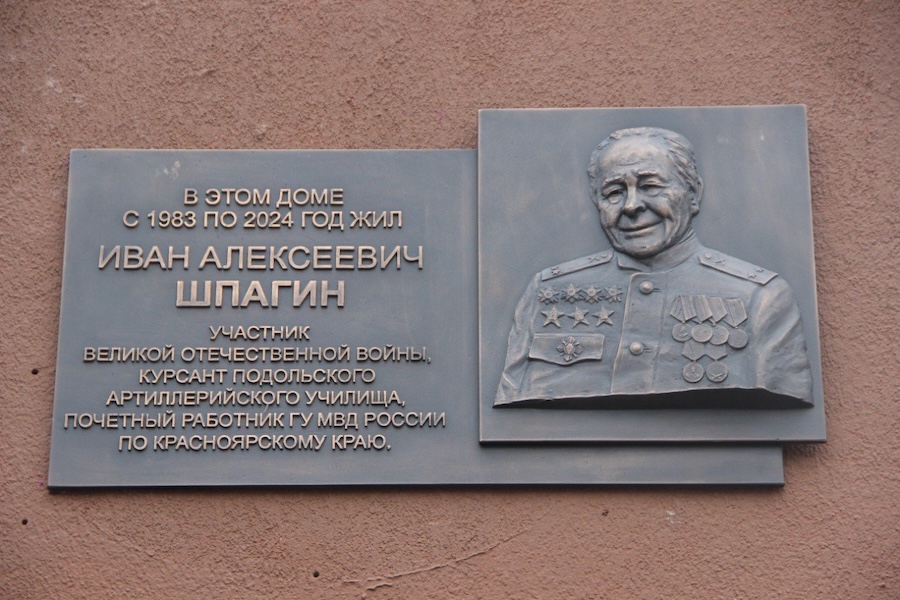 В ЭТОМ ДОМЕ
С 1983 ПО 2024 ГОД ЖИЛ
ИВАН АЛЕКСЕЕВИЧ
ШПАГИН
УЧАСТНИК
ВЕЛИКОЙ ОТЕЧЕСТВЕННОЙ ВОЙНЫ,
КУРСАНТ ПОДОЛЬСКОГО
АРТИЛЛЕРИЙСКОГО УЧИЛИЩА,
ПОЧЕТНЫЙ РАБОТНИК ГУ МВД РОССИИ
ПО КРАСНОЯРСКОМУ КРАЮ.